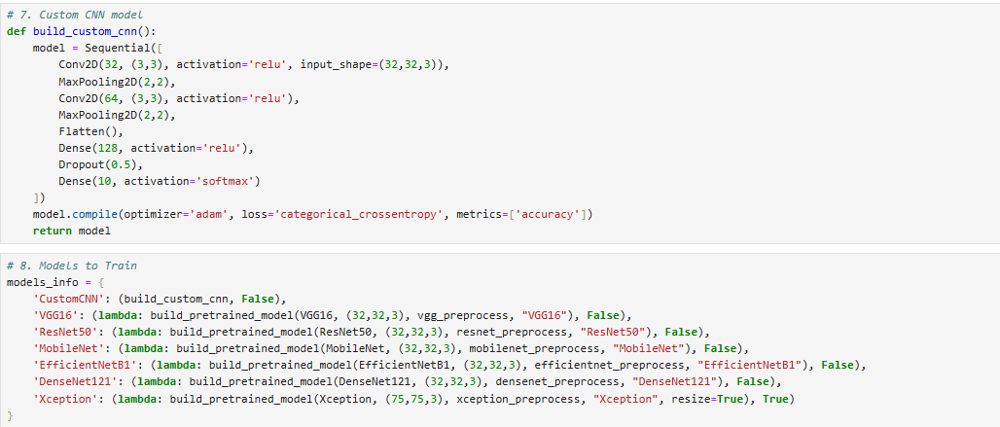 # 7. Custom CNN model
def build_custom_cnn():
    model = Sequential([
        Conv2D(32, (3,3), activation='relu', input_shape=(32,32,3)),
        MaxPooling2D(2,2),
        Conv2D(64, (3,3), activation='relu'),
        MaxPooling2D(2,2),
        Flatten(),
        Dense(128, activation='relu'),
        Dropout(0.5),
        Dense(10, activation='softmax')
    ])
    model.compile(optimizer='adam', loss='categorical_crossentropy', metrics=['accuracy'])
    return model
# 8. Models to Train
models_info = {
    'CustomCNN': (build_custom_cnn, False),
    'VGG16': (lambda: build_pretrained_model(VGG16, (32,32,3), vgg_preprocess, "VGG16"), False),
    'ResNet50': (lambda: build_pretrained_model(ResNet50, (32,32,3), resnet_preprocess, "ResNet50"), False),
    'MobileNet': (lambda: build_pretrained_model(MobileNet, (32,32,3), mobilenet_preprocess, "MobileNet"), False),
    'EfficientNetB1': (lambda: build_pretrained_model(EfficientNetB1, (32,32,3), efficientnet_preprocess, "EfficientNetB1"), False),
    'DenseNet121': (lambda: build_pretrained_model(DenseNet121, (32,32,3), densenet_preprocess, "DenseNet121"), False),
    'Xception': (lambda: build_pretrained_model(Xception, (75,75,3), xception_preprocess, "Xception", resize=True), True)
}